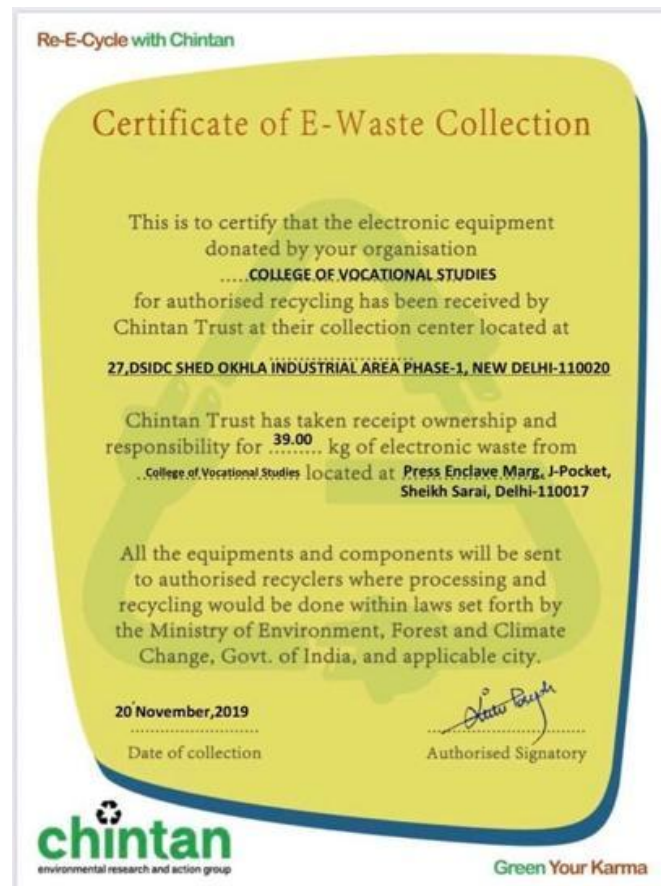 Re-E-Cycle with Chintan
Certificate of E-Waste Collection
This is to certify that the electronic equipment
donated by your organisation
.....COLLEGE OF VOCATIONAL STUDIES
for authorised recycling has been received by
Chintan Trust at their collection center located at
27,DSIDC SHED OKHLA INDUSTRIAL AREA PHASE-1, NEW DELHI-110020
Chintan Trust has taken receipt ownership and
responsibility for 39.00 kg of electronic waste from
College of Vocational Studies located at Press Enclave Marg, J-Pocket,
Sheikh Sarai, Delhi-110017
All the equipments and components will be sent
to authorised recyclers where processing and
recycling would be done within laws set forth by
the Ministry of Environment, Forest and Climate
Change, Govt. of India, and applicable city.
20 November,2019
Date of collection
Authorised Signatory
chintan
environmental research and action group
Green Your Karma